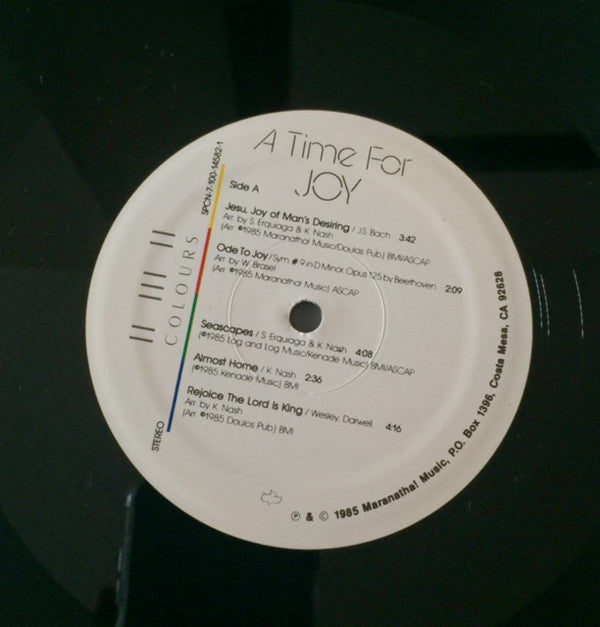 A Time For
JOY
Side A
SPCN-7-100-14582-1
COLOURS
STEREO
Jesu, Joy of Man's Desiring / J.S. Bach 3:42
Arr. by S. Erquiaga & K. Nash
(Arr. ©1985 Maranatha! Music/Doulos Pub.) BMI/ASCAP
Ode To Joy / Sym. #9 in D Minor, Opus 125 by Beethoven 2:09
Arr. by W. Brasel
(Arr. ©1985 Maranatha! Music) ASCAP
Seascapes / S. Erquiaga & K. Nash 4:08
(©1985 Log and Log Music/Kenade Music) BMI/ASCAP
Almost Home / K. Nash 2:36
(©1985 Kenade Music) BMI
Rejoice The Lord Is King / Wesley, Darwell 4:16
Arr. by K. Nash
(Arr. ©1985 Doulos Pub.) BMI
℗ & © 1985 Maranatha! Music, P.O. Box 1396, Costa Mesa, CA 92628